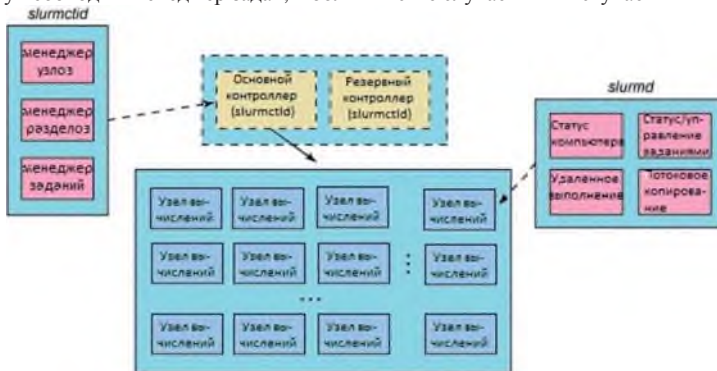 slurmctid
менеджер
узлоз
менеджер
разделоз
менеджер
заданий
Основной
контроллер
(slurmctld)
Резервный
контроллер
(slurmctld)
slurmd
Статус
компьютера
Статус/уп-
равление
заданиями
Удаленное
выполнение
Потоковое
копирова-
ние
Узел вы-
числений
Узел вы-
числений
Узел вы-
числений
Узел вы-
числений
Узел вы-
числений
Узел вы-
числений
Узел вы-
числений
Узел вы-
числений
...
Узел вы-
числений
Узел вы-
числений
Узел вы-
числений
Узел вы-
числений